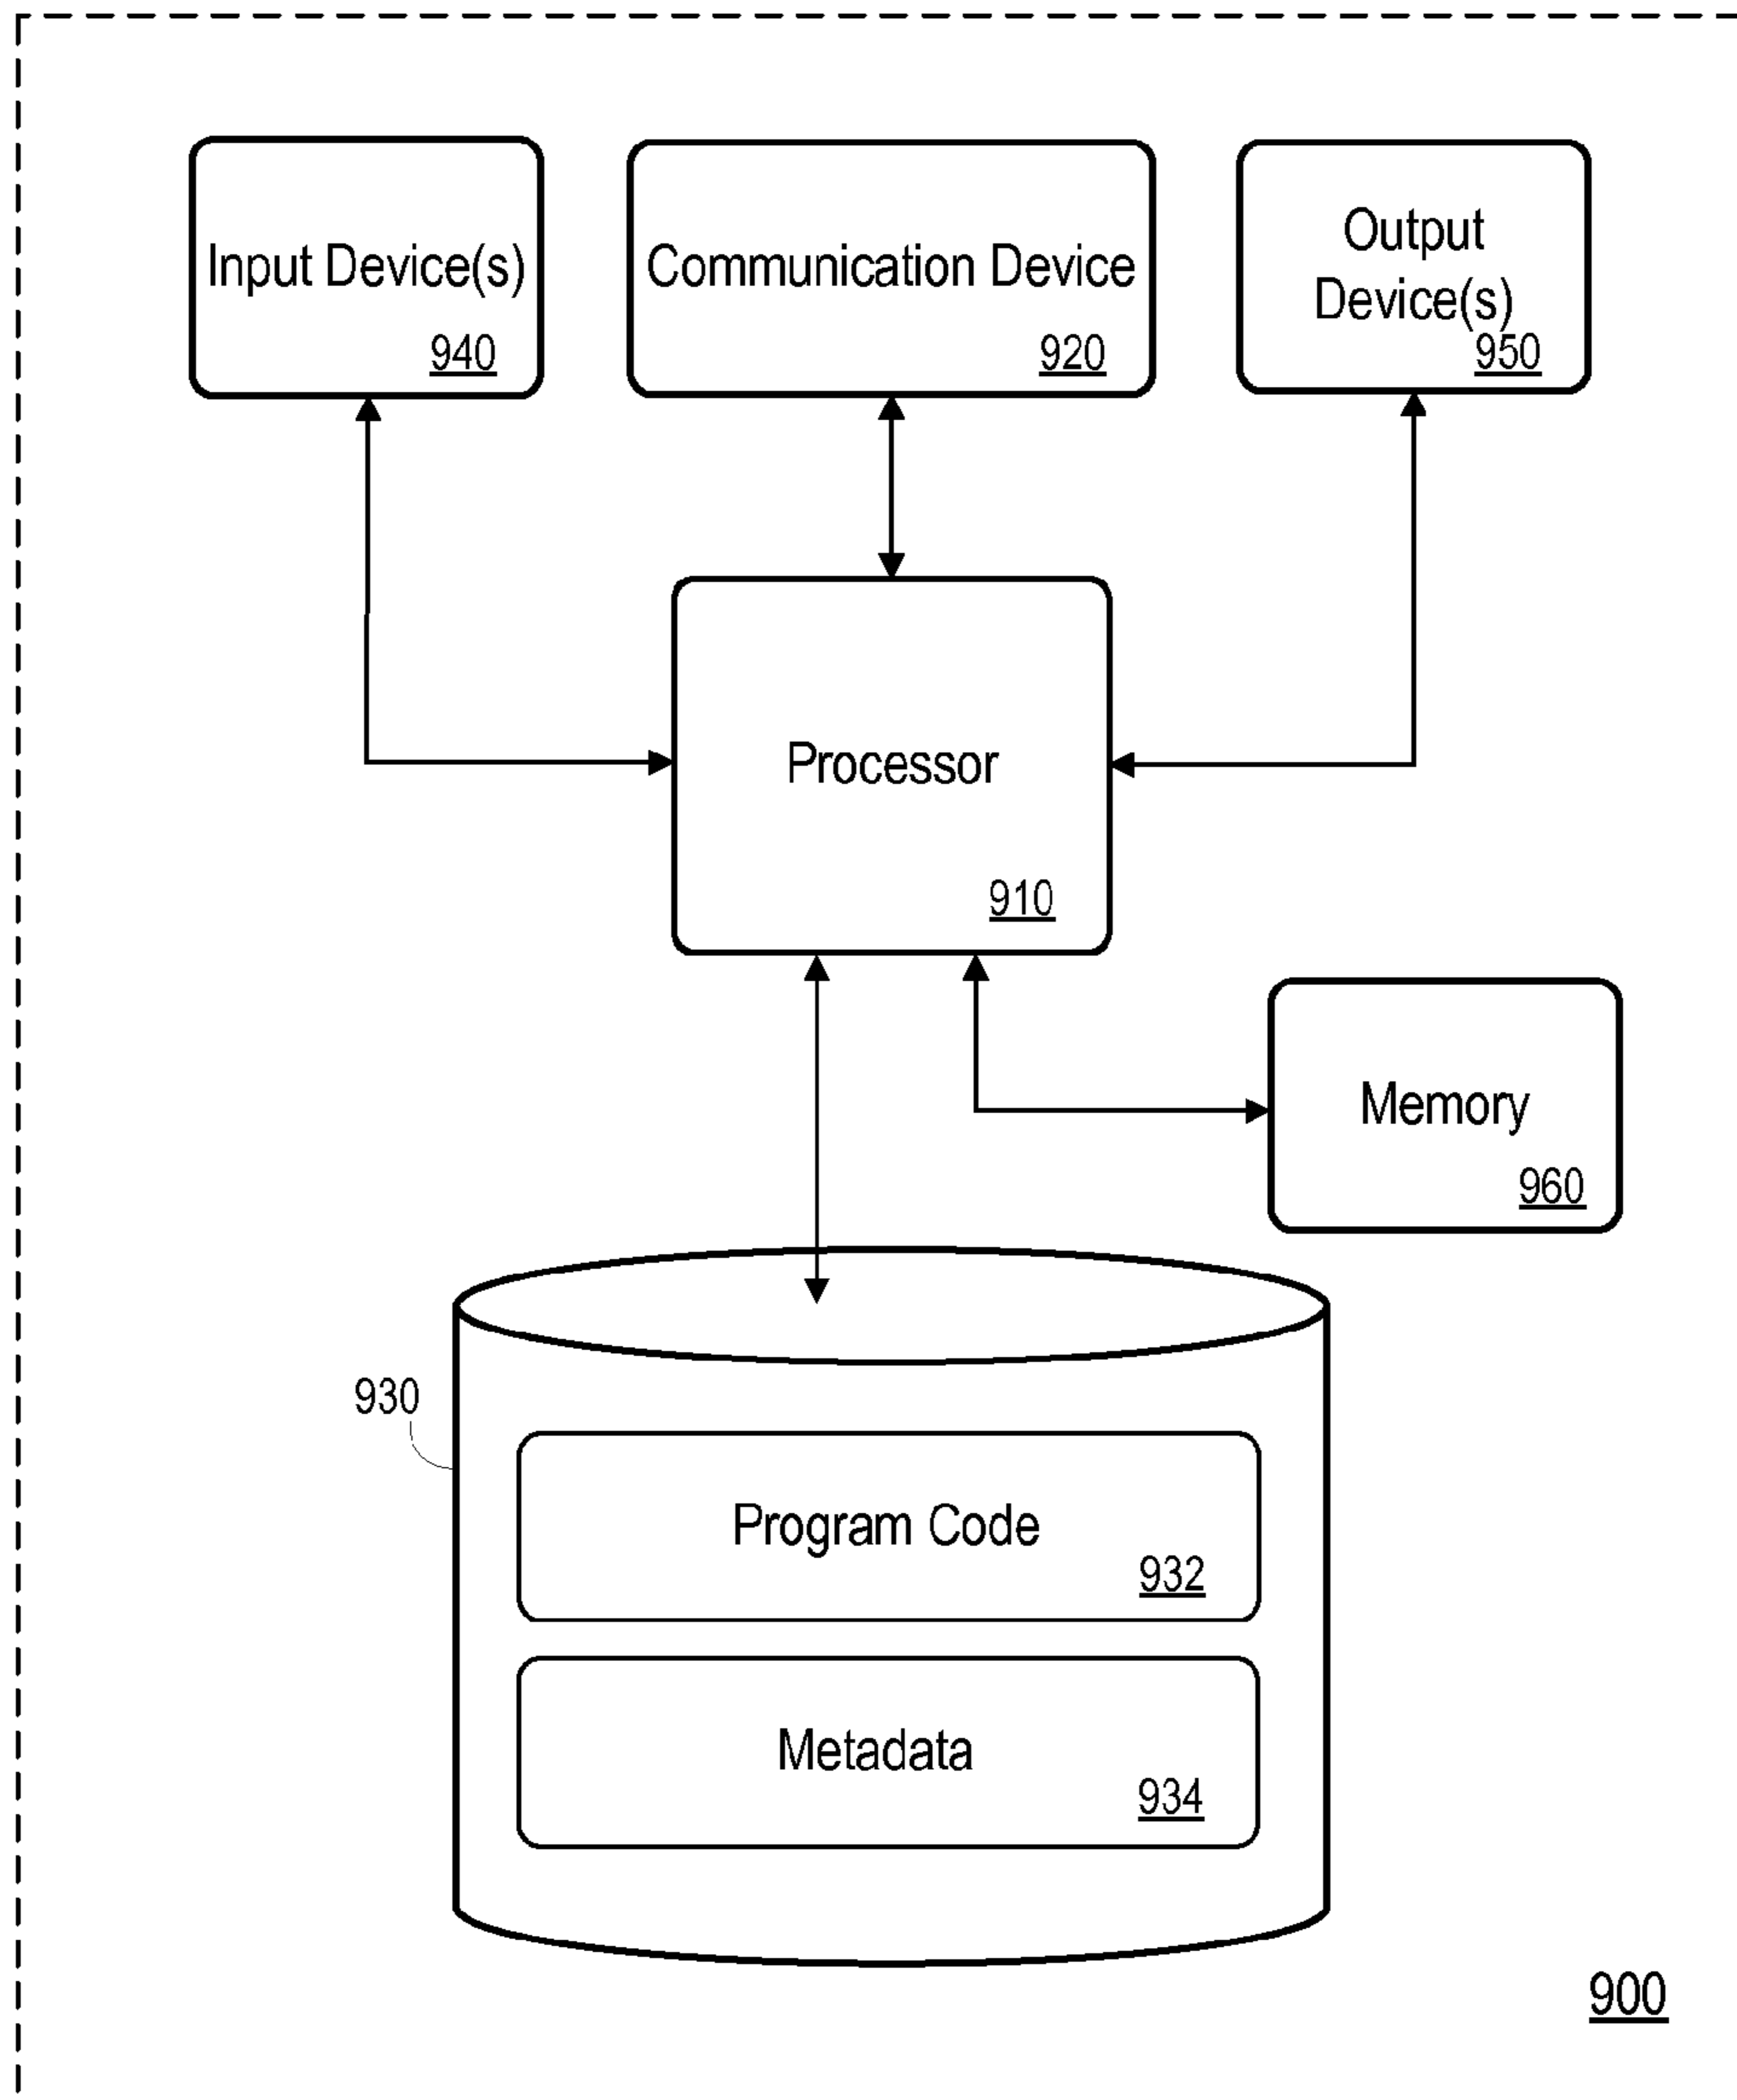 Input Device(s)
940
Communication Device
920
Output
Device(s)
950
Processor
910
Memory
960
930
Program Code
932
Metadata
934
900